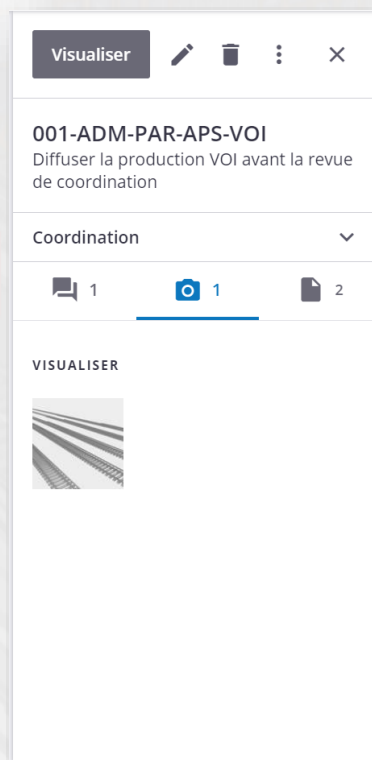 Visualiser
001-ADM-PAR-APS-VOI
Diffuser la production VOI avant la revue
de coordination
Coordination
1
1
2
VISUALISER